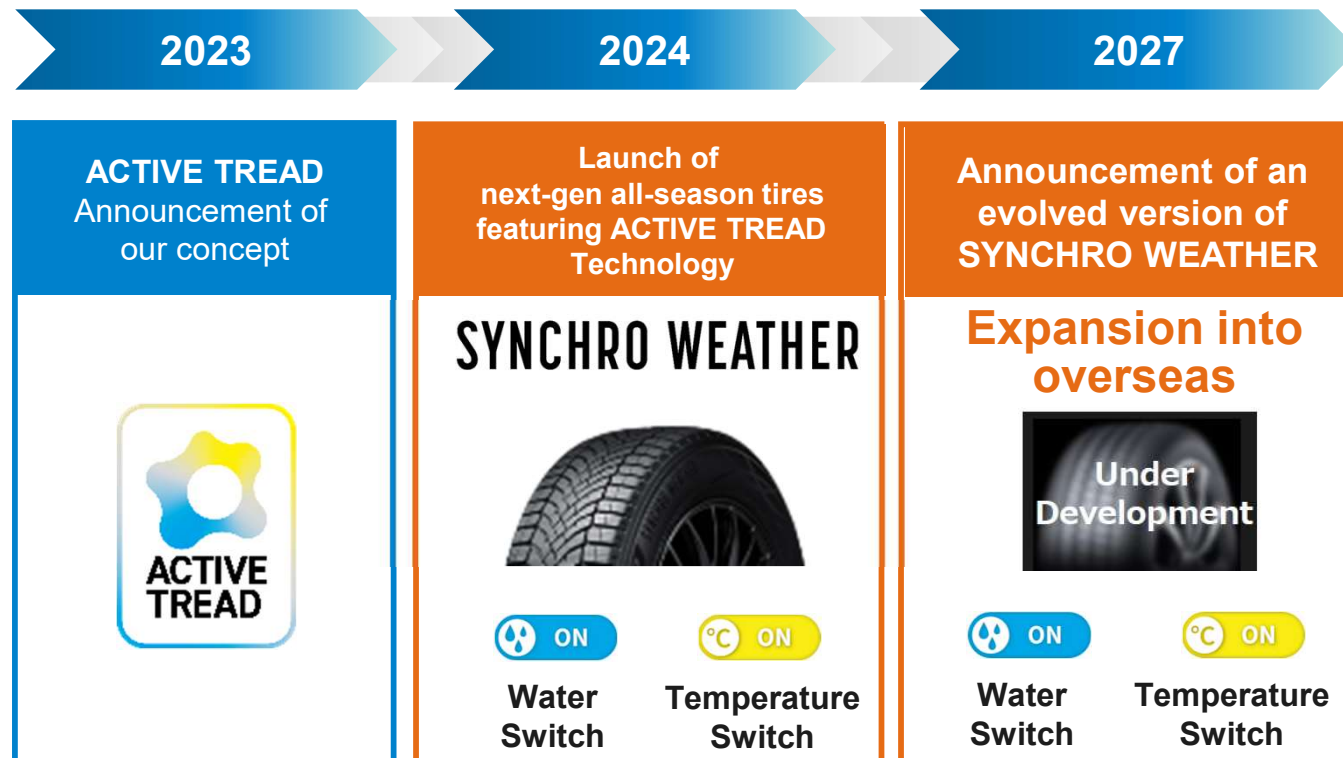 2023
2024
2027
ACTIVE TREAD
Announcement of
our concept
ACTIVE
TREAD
Launch of
next-gen all-season tires
featuring ACTIVE TREAD
Technology
SYNCHRO WEATHER
ON
°C ON
Water
Switch
Temperature
Switch
Announcement of an
evolved version of
SYNCHRO WEATHER
Expansion into
overseas
Under
Development
ON
°C ON
Water
Switch
Temperature
Switch